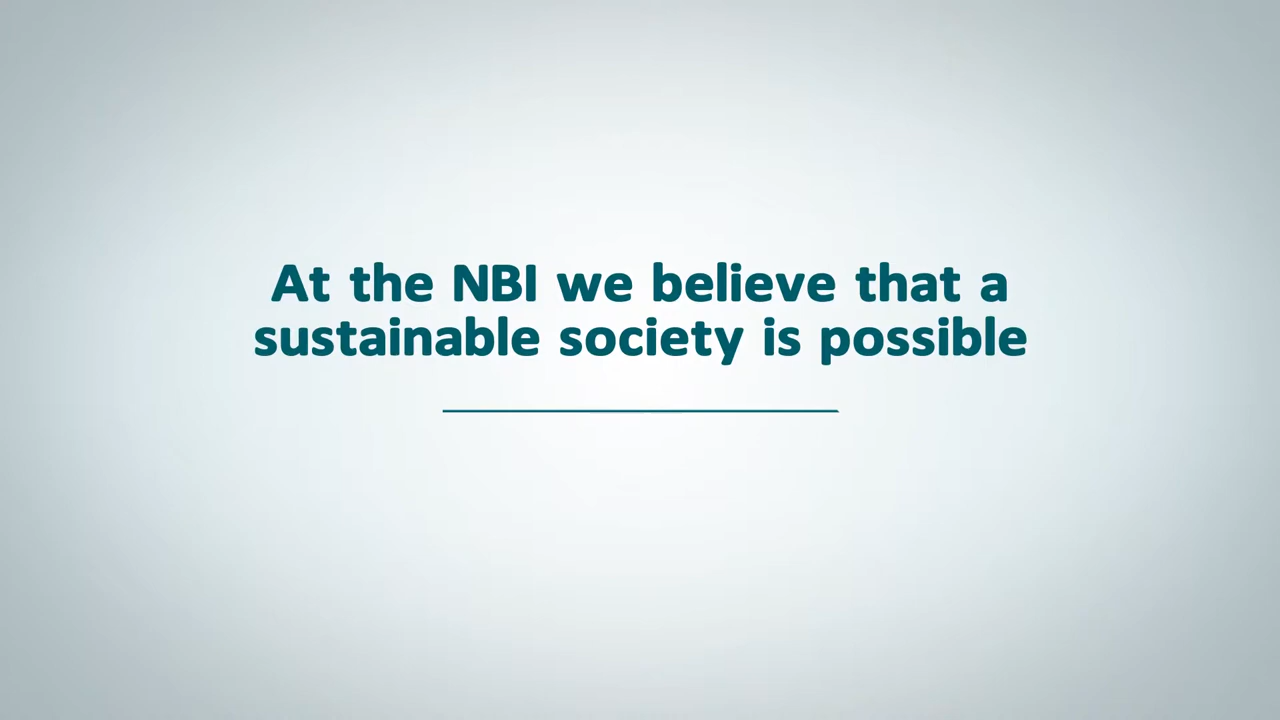 At the NBI we believe that a
sustainable society is possible